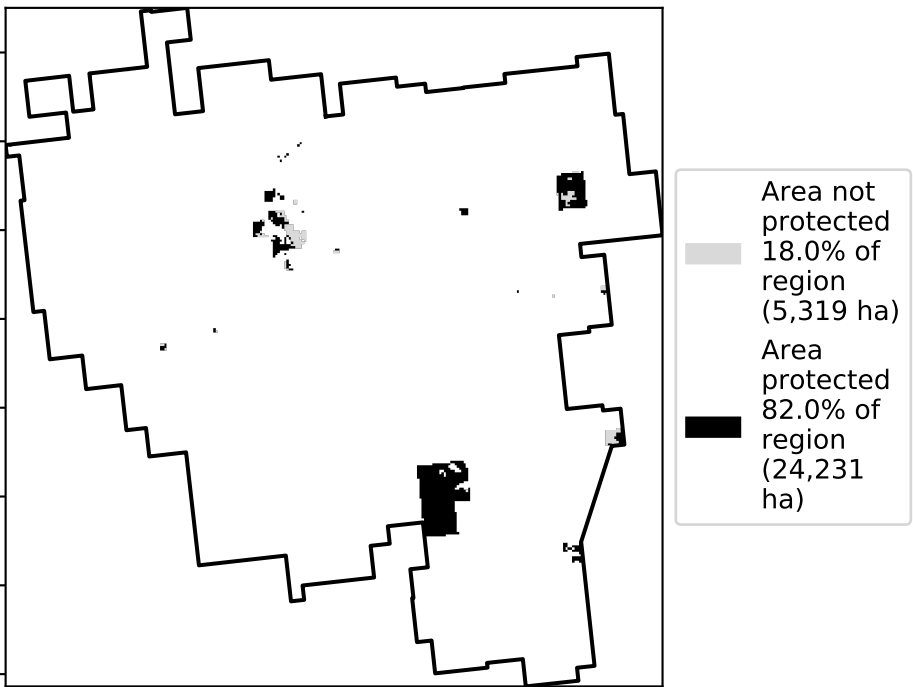 Area not
protected
18.0% of
region
(5,319 ha)
Area
protected
82.0% of
region
(24,231
ha)